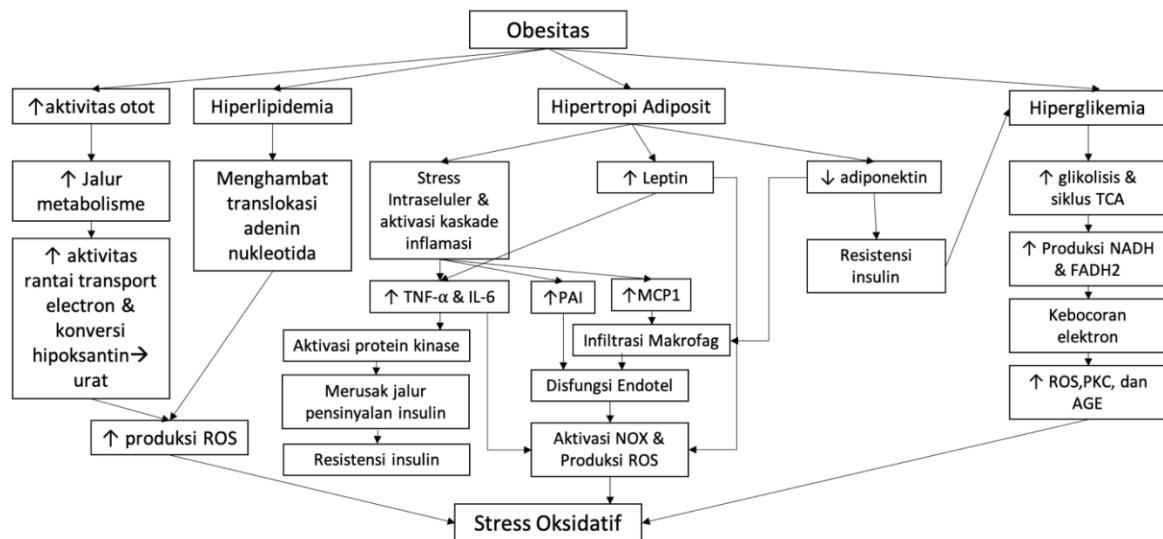 Obesitas
↑aktivitas otot
Hiperlipidemia
Hipertropi Adiposit
Hiperglikemia
↑ Jalur
metabolisme
Menghambat
translokasi
adenin
nukleotida
Stress
Intraseluler &
aktivasi kaskade
inflamasi
↑ Leptin
↓ adiponektin
↑ glikolisis &
siklus TCA
↑ aktivitas
rantai transport
electron &
konversi
hipoksantin→
urat
Resistensi
insulin
↑ Produksi NADH
& FADH2
↑ TNF-α & IL-6
↑PAI
↑MCP1
Kebocoran
elektron
Aktivasi protein kinase
Infiltrasi Makrofag
Merusak jalur
pensinyalan insulin
Disfungsi Endotel
↑ ROS,PKC, dan
AGE
↑ produksi ROS
Resistensi insulin
Aktivasi NOX &
Produksi ROS
Stress Oksidatif